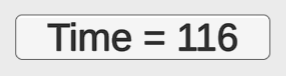 Time = 116